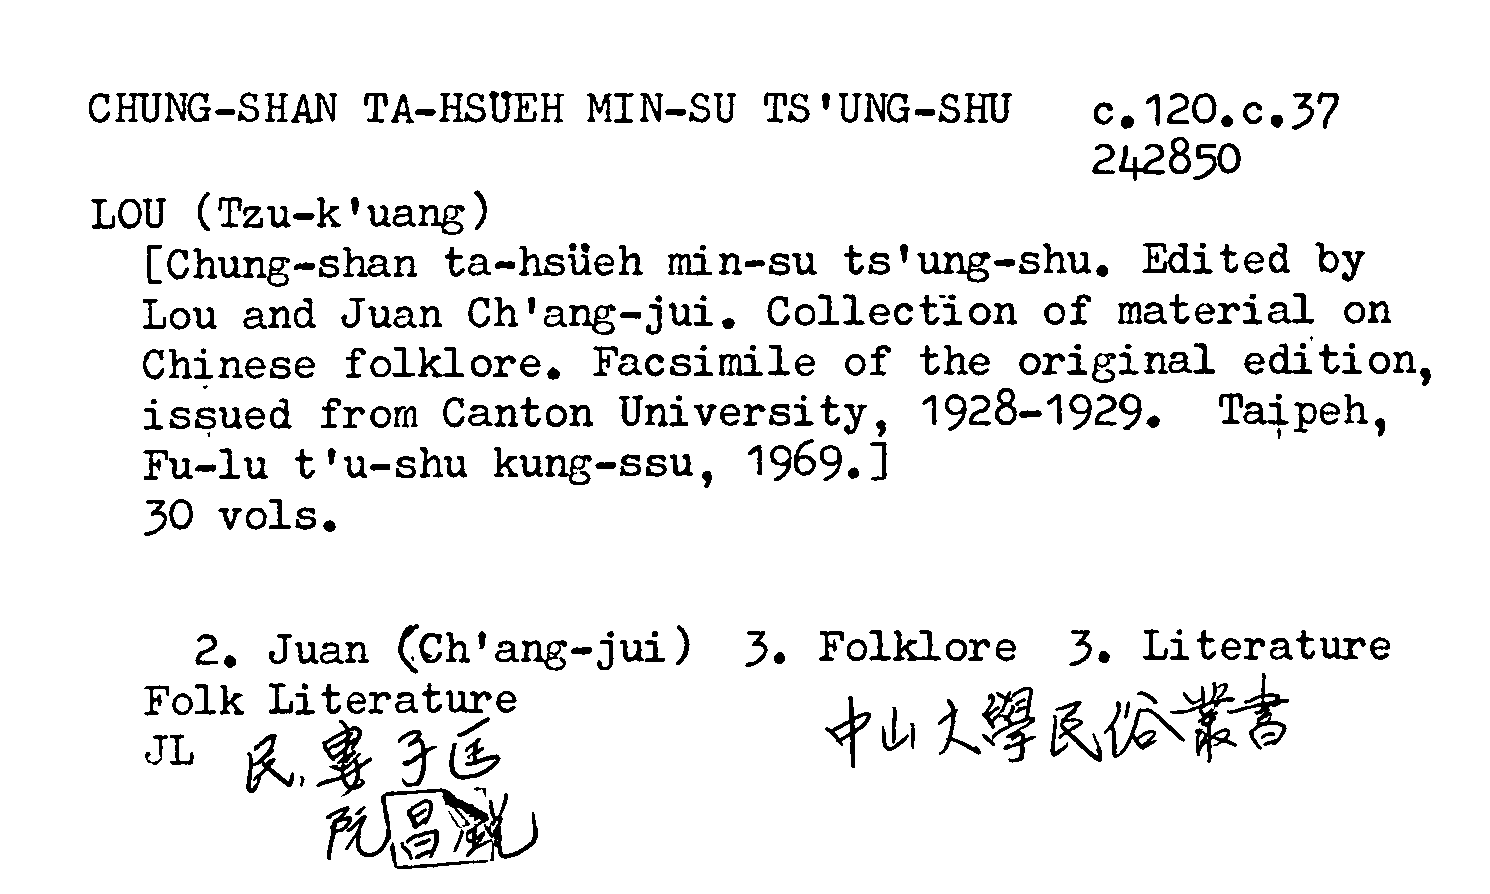 CHUNG-SHAN TA-HSÜEH MIN-SU TS'UNG-SHU c.120.c.37
242850
LOU (Tzu-k'uang)
[Chung-shan ta-hsüeh min-su ts'ung-shu. Edited by
Lou and Juan Ch'ang-jui. Collection of material on
Chinese folklore. Facsimile of the original edition,
issued from Canton University, 1928-1929. Taipeh,
Fu-lu t'u-shu kung-ssu, 1969.]
30 vols.
2. Juan (Ch'ang-jui) 3. Folklore 3. Literature
Folk Literature
中山大學民俗叢書
JL 民, 婁子匡
阮昌銳